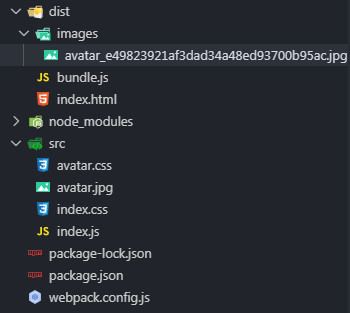 dist
images
avatar_e49823921af3dad34a48ed93700b95ac.jpg
JS bundle.js
index.html
node_modules
src
avatar.css
avatar.jpg
index.css
JS index.js
package-lock.json
package.json
webpack.config.js